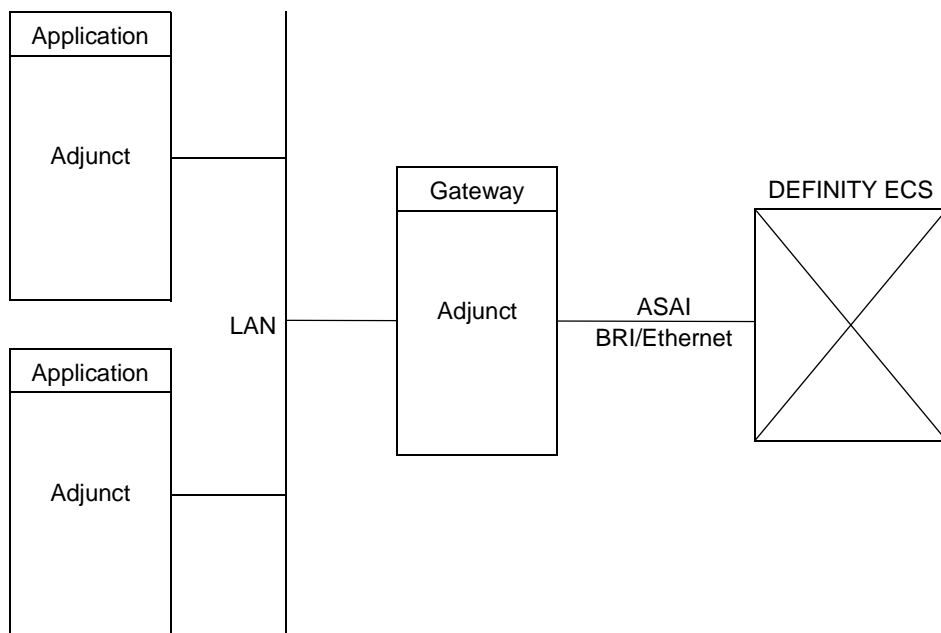 Application
Adjunct
Application
Adjunct
LAN
Gateway
Adjunct
ASAI
BRI/Ethernet
DEFINITY ECS